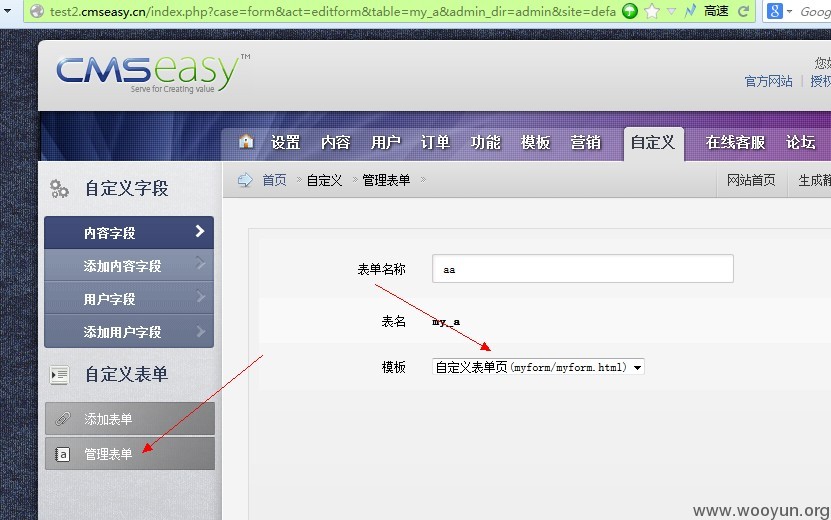 test2.cmseasy.cn/index.php?case=form&act=editform&table=my_a&admin_dir=admin&site=defa 高速 Goog
CMSeasy™
Serve for Creating value
官方网站
设置 内容 用户 订单 功能 模板 营销 自定义 在线客服 论坛
首页 > 自定义 > 管理表单 >
网站首页 生成静
自定义字段
内容字段
添加内容字段
用户字段
添加用户字段
自定义表单
添加表单
管理表单
表单名称 aa
表名 my_a
模板 自定义表单页(myform/myform.html)
www.wooyun.org